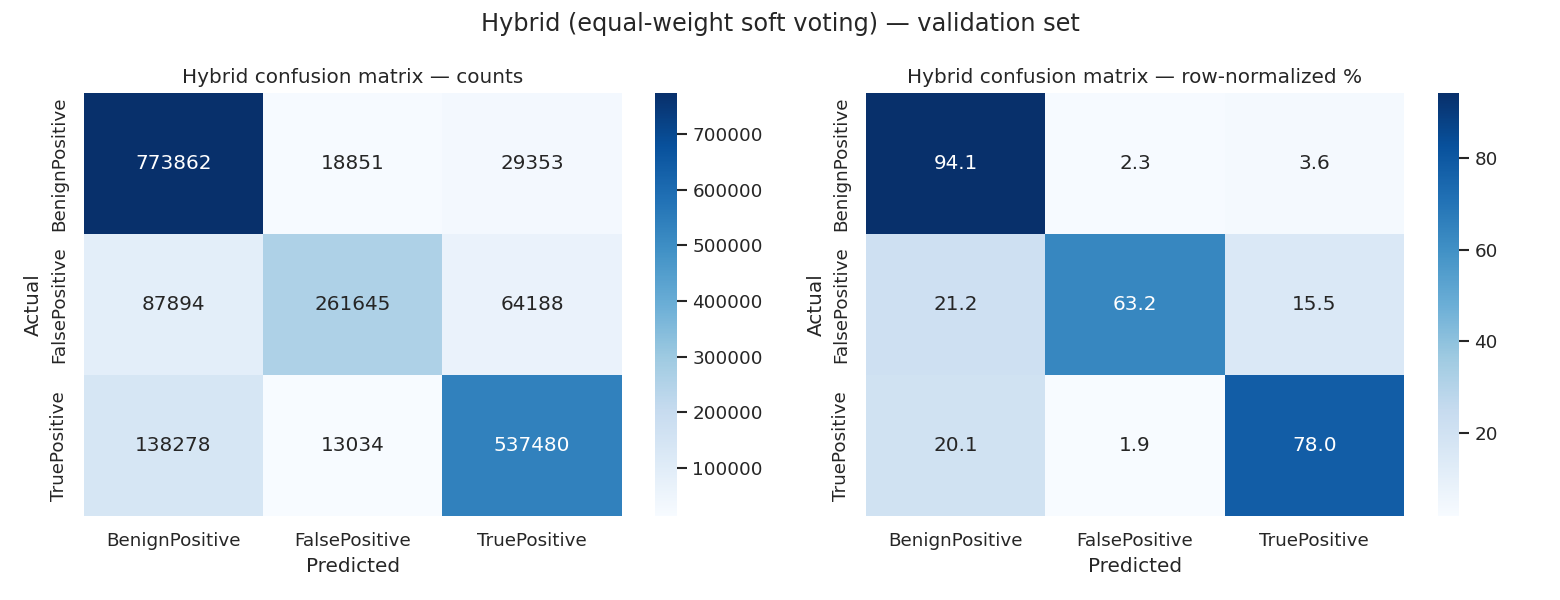 Hybrid (equal-weight soft voting) — validation set
Hybrid confusion matrix — counts
Actual
BenignPositive
FalsePositive
TruePositive
773862 18851 29353
87894 261645 64188
138278 13034 537480
BenignPositive FalsePositive TruePositive
Predicted
700000
600000
500000
400000
300000
200000
100000
Hybrid confusion matrix — row-normalized %
Actual
BenignPositive
FalsePositive
TruePositive
94.1 2.3 3.6
21.2 63.2 15.5
20.1 1.9 78.0
BenignPositive FalsePositive TruePositive
Predicted
80
60
40
20